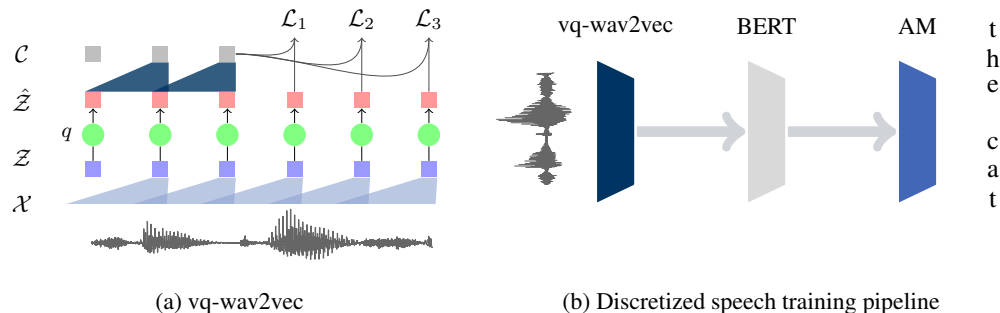 𝓛₁ 𝓛₂ 𝓛₃
𝒞
𝒵̂
q
𝒵
𝒳
(a) vq-wav2vec
vq-wav2vec BERT AM
t
h
e
c
a
t
(b) Discretized speech training pipeline